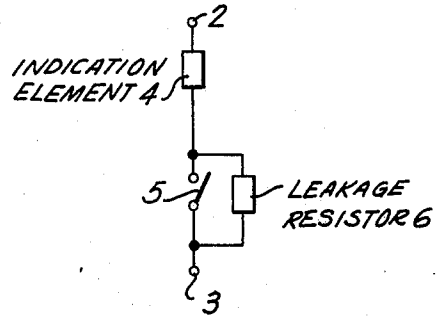 2
INDICATION
ELEMENT 4
5
LEAKAGE
RESISTOR 6
3